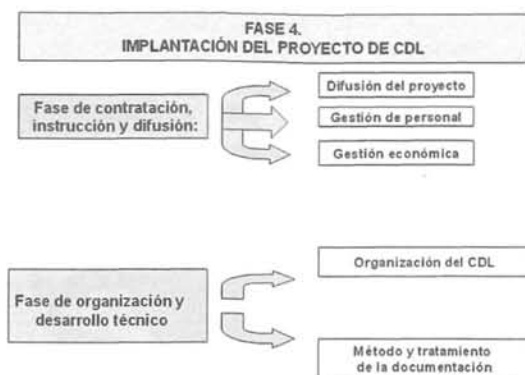 FASE 4.
IMPLANTACIÓN DEL PROYECTO DE CDL
Fase de contratación,
instrucción y difusión:
Difusión del proyecto
Gestión de personal
Gestión económica
Fase de organización y
desarrollo técnico
Organización del CDL
Método y tratamiento
de la documentación